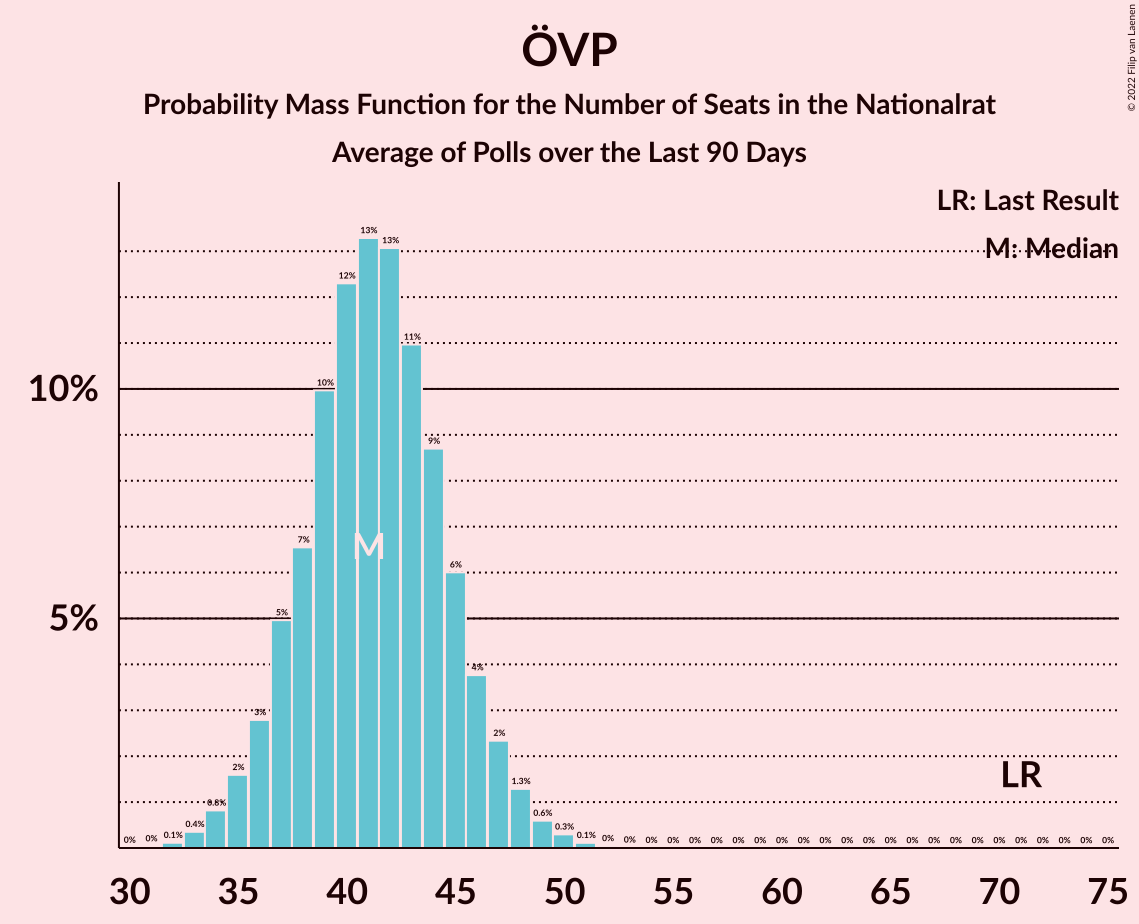 ÖVP
Probability Mass Function for the Number of Seats in the Nationalrat
Average of Polls over the Last 90 Days
© 2022 Filip van Laenen
LR: Last Result
M: Median
10%
5%
0% 0% 0.1% 0.4% 0.8% 2% 3% 5% 7% 10% 12% 13% 13% 11% 9% 6% 4% 2% 1.3% 0.6% 0.3% 0.1% 0% 0% 0% 0% 0% 0% 0% 0% 0% 0% 0% 0% 0% 0% 0% 0% 0% 0% 0% 0% 0% 0% 0% 0%
M
LR
30 35 40 45 50 55 60 65 70 75